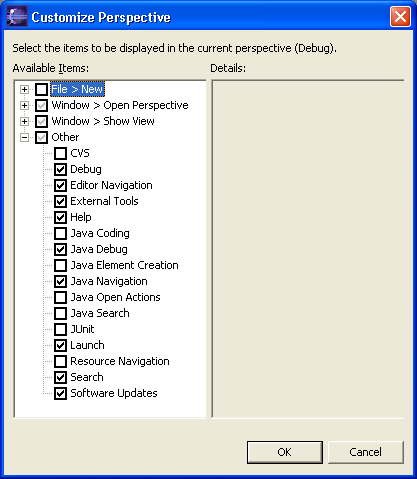 Customize Perspective
Select the items to be displayed in the current perspective (Debug).
Available Items:
Details:
File > New
Window > Open Perspective
Window > Show View
Other
CVS
Debug
Editor Navigation
External Tools
Help
Java Coding
Java Debug
Java Element Creation
Java Navigation
Java Open Actions
Java Search
JUnit
Launch
Resource Navigation
Search
Software Updates
OK
Cancel